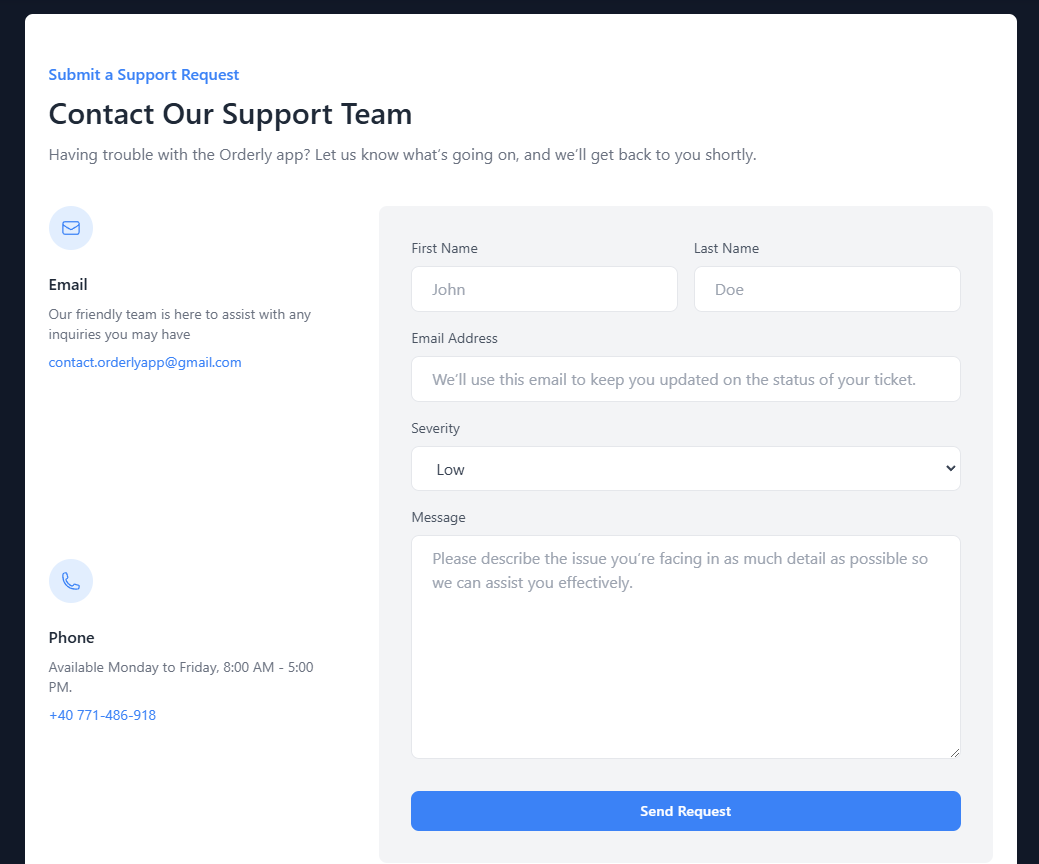 Submit a Support Request
Contact Our Support Team
Having trouble with the Orderly app? Let us know what’s going on, and we’ll get back to you shortly.
Email
Our friendly team is here to assist with any
inquiries you may have
contact.orderlyapp@gmail.com
Phone
Available Monday to Friday, 8:00 AM - 5:00
PM.
+40 771-486-918
First Name
Last Name
John
Doe
Email Address
We’ll use this email to keep you updated on the status of your ticket.
Severity
Low
Message
Please describe the issue you’re facing in as much detail as possible so
we can assist you effectively.
Send Request